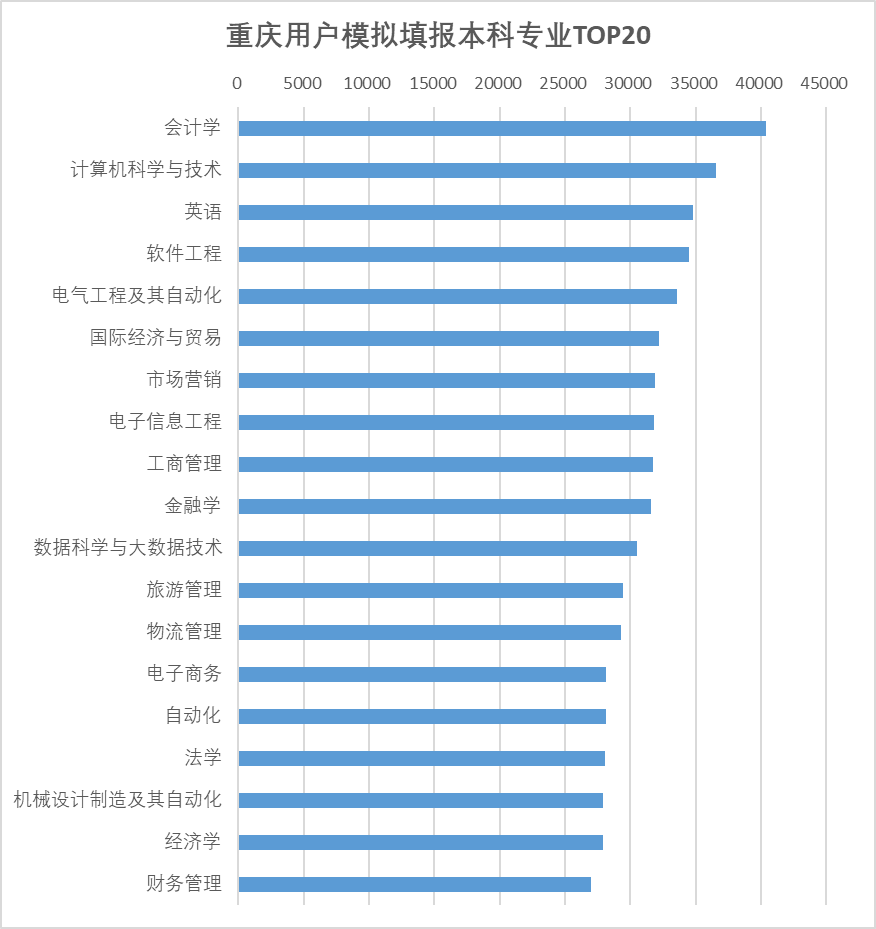 重庆用户模拟填报本科专业TOP20
0 5000 10000 15000 20000 25000 30000 35000 40000 45000
会计学
计算机科学与技术
英语
软件工程
电气工程及其自动化
国际经济与贸易
市场营销
电子信息工程
工商管理
金融学
数据科学与大数据技术
旅游管理
物流管理
电子商务
自动化
法学
机械设计制造及其自动化
经济学
财务管理